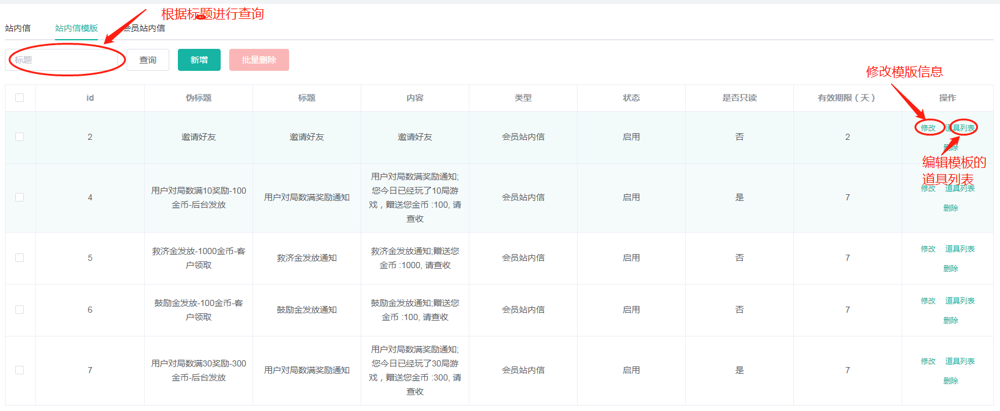 根据标题进行查询
站内信 站内信模版 会员站内信
标题 查询 新增 批量删除
修改模版信息
id 伪标题 标题 内容 类型 状态 是否只读 有效期限（天） 操作
2 邀请好友 邀请好友 邀请好友 会员站内信 启用 否 2 修改 道具列表
删除
编辑模板的
道具列表
4 用户对局数满10奖励-100
金币-后台发放
用户对局数满奖励通知
用户对局数满奖励通知;
您今日已经玩了10局游
戏，赠送您金币 :100, 请
查收
会员站内信 启用 是 7 修改 道具列表
删除
5 救济金发放-1000金币-客
户领取
救济金发放通知
救济金发放通知;赠送您
金币 :1000, 请查收
会员站内信 启用 否 7 修改 道具列表
删除
6 鼓励金发放-100金币-客
户领取
鼓励金发放通知
鼓励金发放通知;赠送您
金币 :100, 请查收
会员站内信 启用 否 7 修改 道具列表
删除
7 用户对局数满30奖励-300
金币-后台发放
用户对局数满奖励通知
用户对局数满奖励通知;
您今日已经玩了30局游
戏，赠送您金币 :300, 请
查收
会员站内信 启用 是 7 修改 道具列表
删除